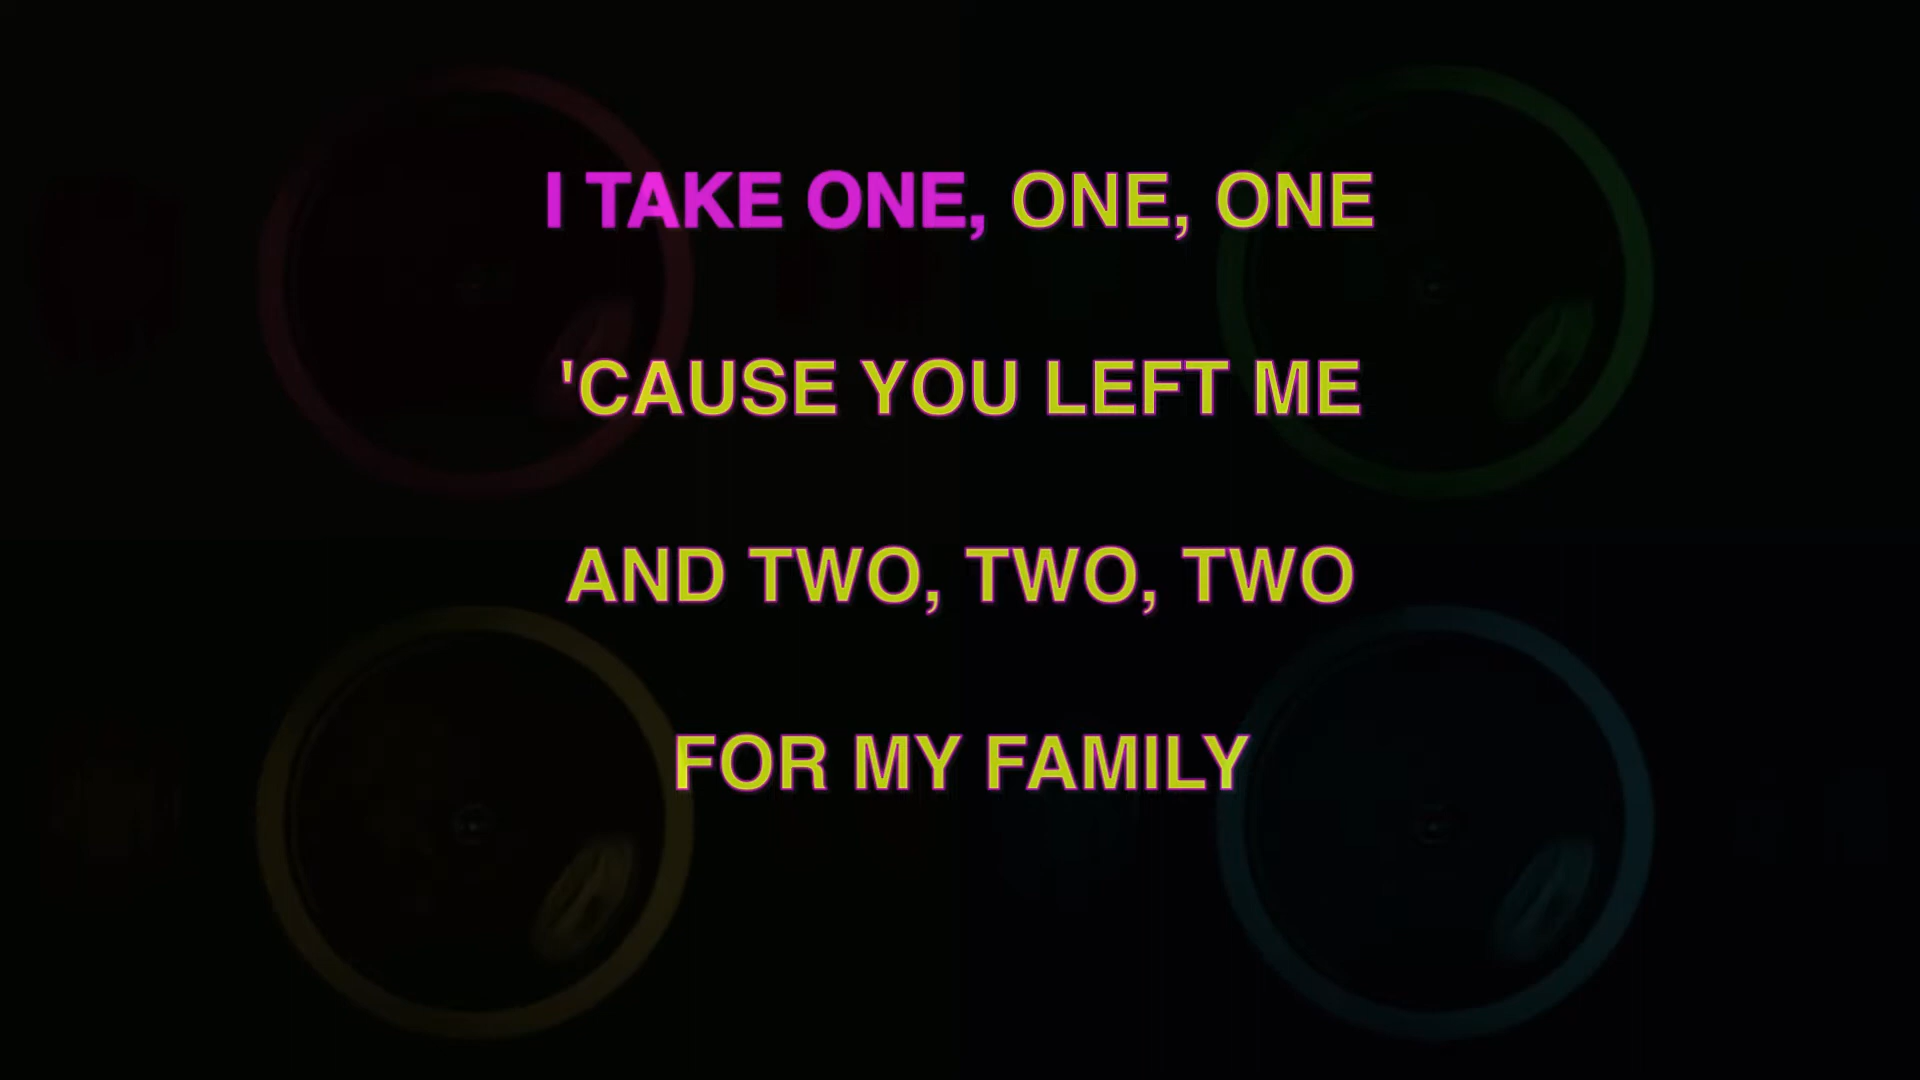 I TAKE ONE, ONE, ONE
'CAUSE YOU LEFT ME
AND TWO, TWO, TWO
FOR MY FAMILY